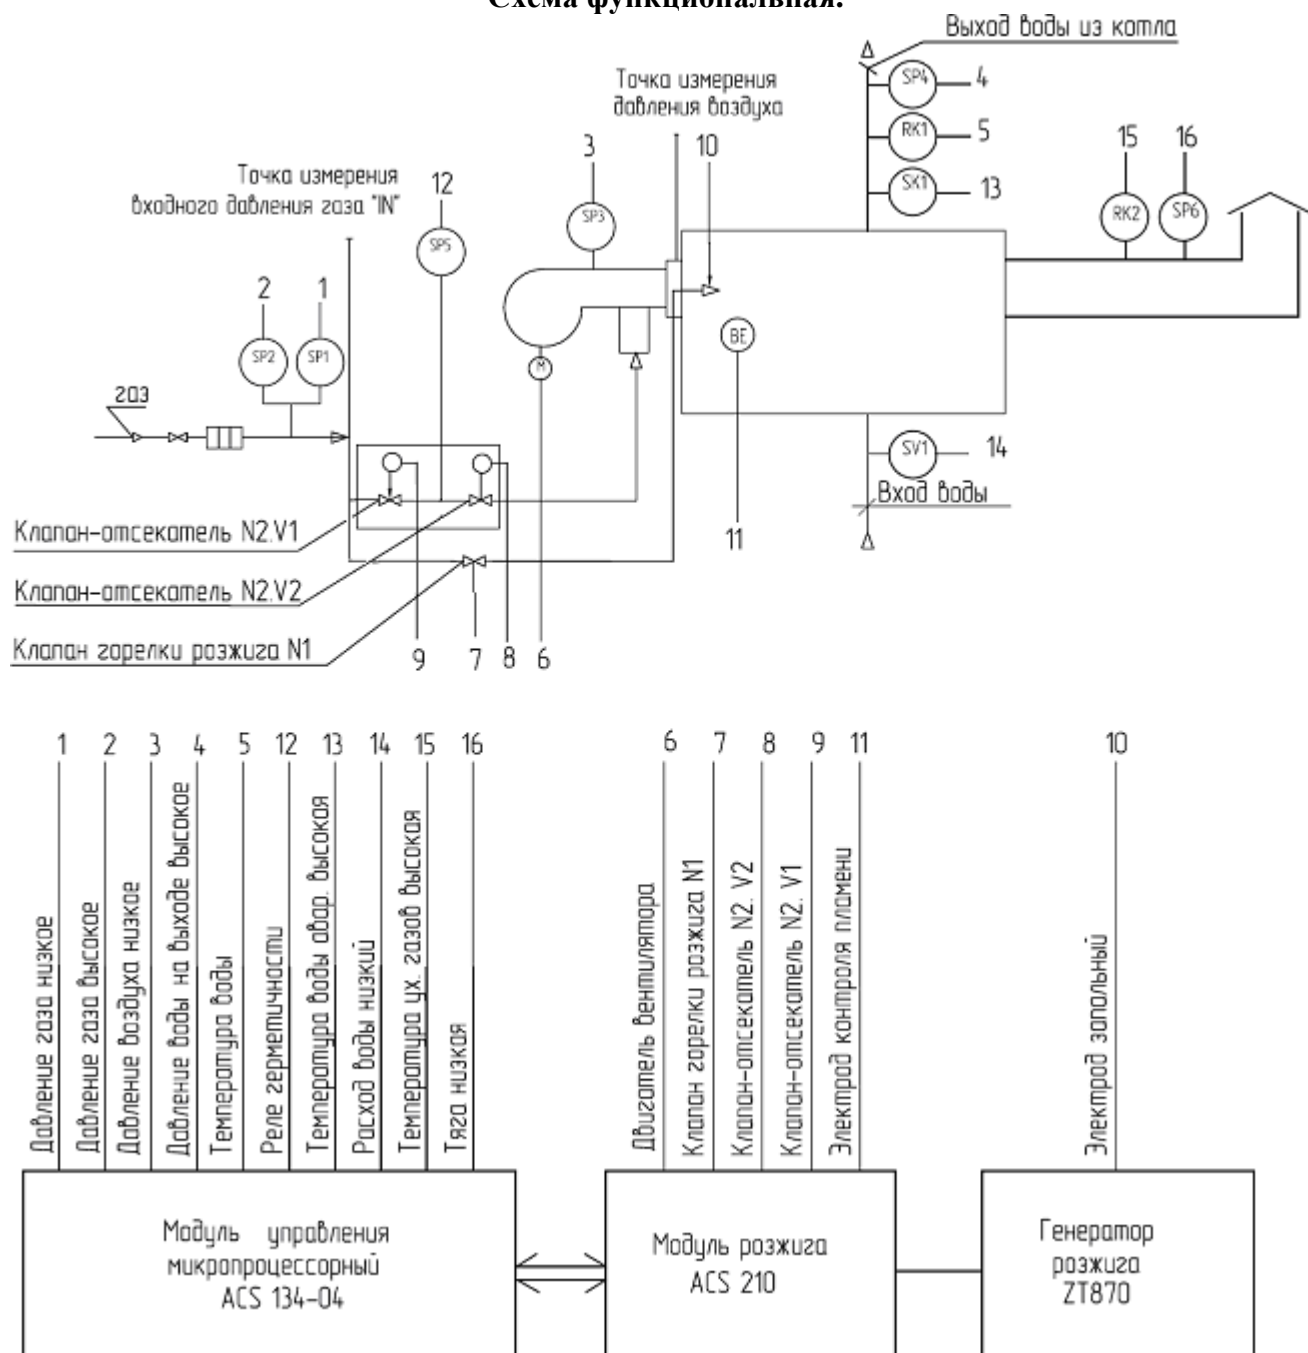 Схема функциональная.
Выход воды из котла
Точка измерения
давления воздуха
SP4
4
RK1
5
SK1
13
3
10
15
16
Точка измерения
входного давления газа "IN"
12
SP3
RK2
SP6
SP5
2
1
SP2
SP1
BE
M
газ
SV1
14
Вход воды
Клапан-отсекатель N2.V1
11
Клапан-отсекатель N2.V2
Клапан горелки розжига N1
9
7
8
6
1
2
3
4
5
12
13
14
15
16
6
7
8
9
11
10
Давление газа низкое
Давление газа высокое
Давление воздуха низкое
Давление воды на выходе высокое
Температура воды
Реле герметичности
Температура воды авар. высокая
Расход воды низкий
Температура ух. газов высокая
Тяга низкая
Двигатель вентилятора
Клапан горелки розжига N1
Клапан-отсекатель N2. V2
Клапан-отсекатель N2. V1
Электрод контроля пламени
Электрод запальный
Модуль управления
микропроцессорный
ACS 134-04
Модуль розжига
ACS 210
Генератор
розжига
ZT870